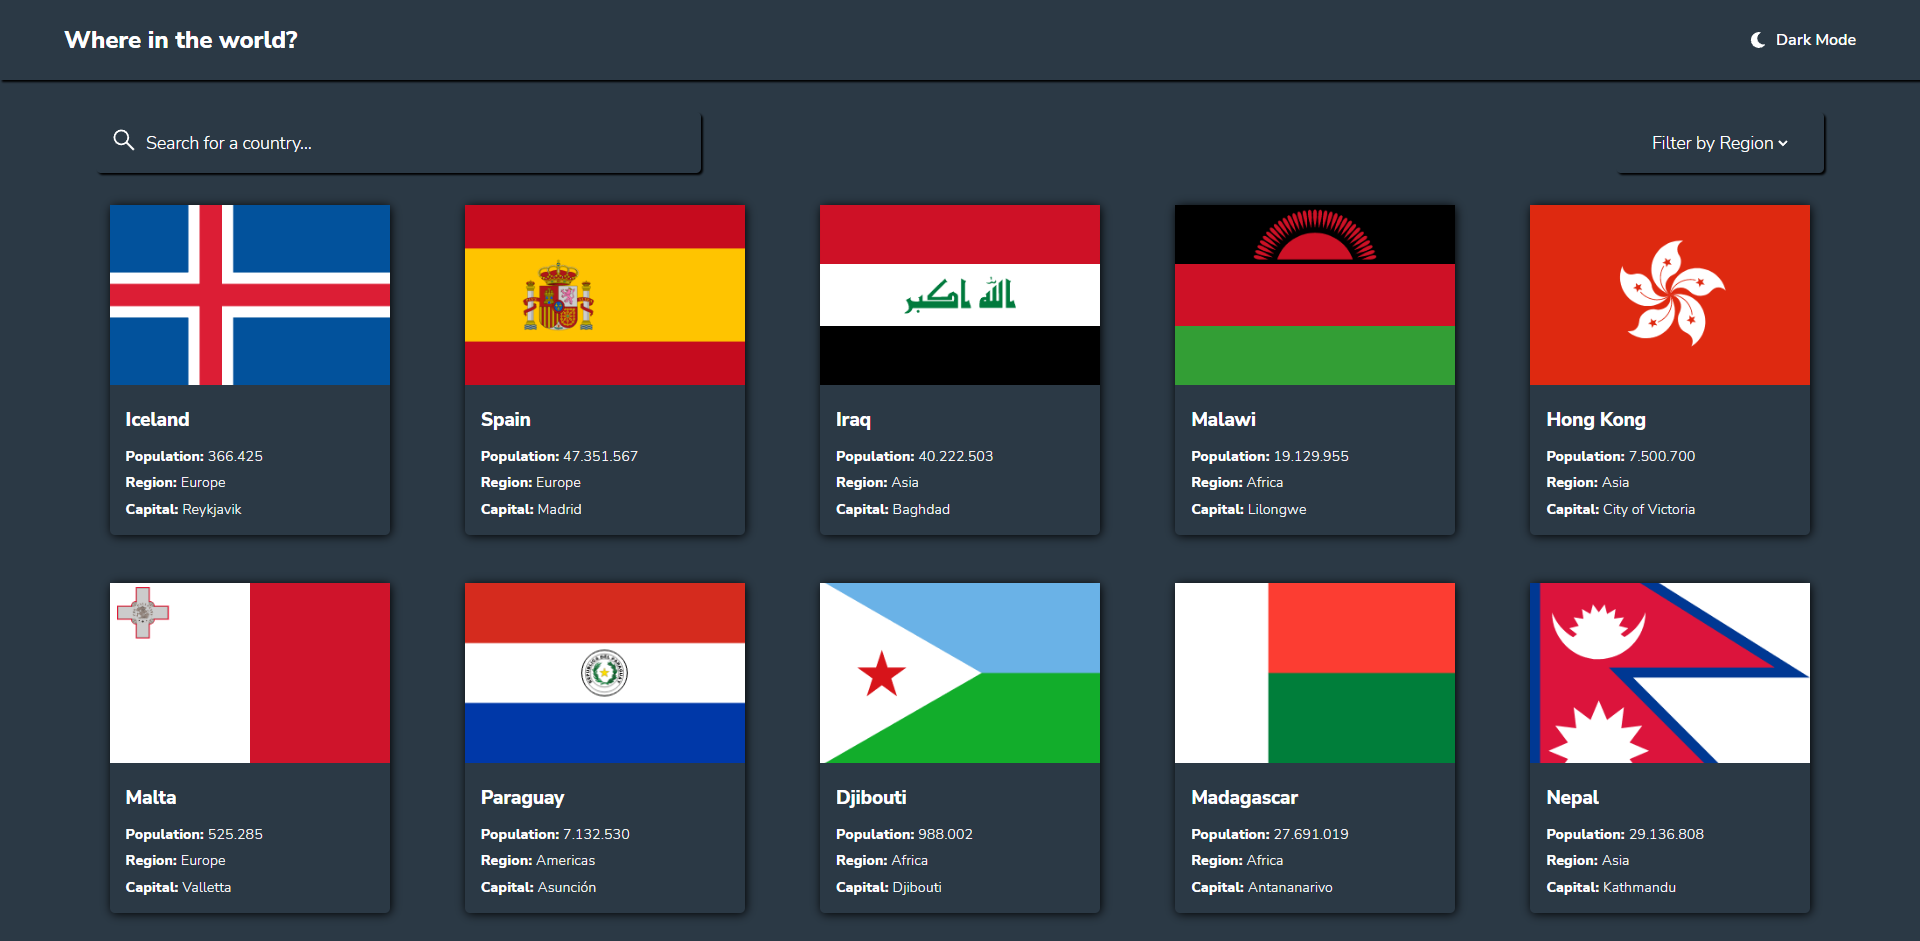 Where in the world?
Dark Mode
Search for a country...
Filter by Region
الله اكبر
Iceland
Population: 366.425
Region: Europe
Capital: Reykjavik
Spain
Population: 47.351.567
Region: Europe
Capital: Madrid
Iraq
Population: 40.222.503
Region: Asia
Capital: Baghdad
Malawi
Population: 19.129.955
Region: Africa
Capital: Lilongwe
Hong Kong
Population: 7.500.700
Region: Asia
Capital: City of Victoria
REPUBLICA DEL PARAGUAY
Malta
Population: 525.285
Region: Europe
Capital: Valletta
Paraguay
Population: 7.132.530
Region: Americas
Capital: Asunción
Djibouti
Population: 988.002
Region: Africa
Capital: Djibouti
Madagascar
Population: 27.691.019
Region: Africa
Capital: Antananarivo
Nepal
Population: 29.136.808
Region: Asia
Capital: Kathmandu